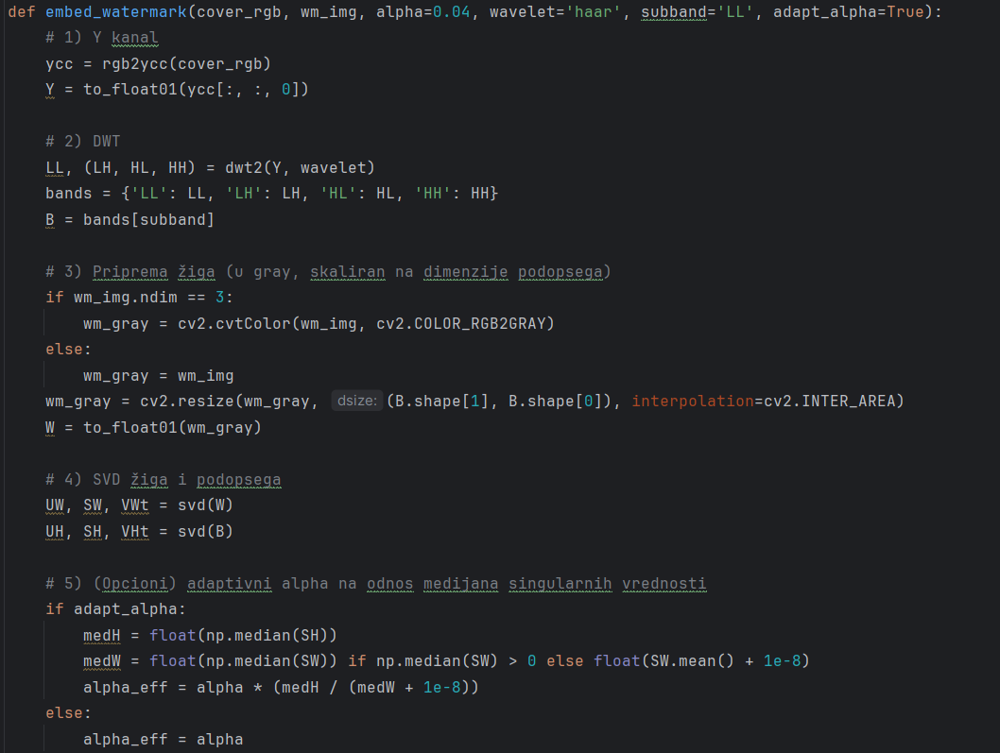 def embed_watermark(cover_rgb, wm_img, alpha=0.04, wavelet='haar', subband='LL', adapt_alpha=True):
    # 1) Y kanal
    ycc = rgb2ycc(cover_rgb)
    Y = to_float01(ycc[:, :, 0])

    # 2) DWT
    LL, (LH, HL, HH) = dwt2(Y, wavelet)
    bands = {'LL': LL, 'LH': LH, 'HL': HL, 'HH': HH}
    B = bands[subband]

    # 3) Priprema žiga (u gray, skaliran na dimenzije podopsega)
    if wm_img.ndim == 3:
        wm_gray = cv2.cvtColor(wm_img, cv2.COLOR_RGB2GRAY)
    else:
        wm_gray = wm_img
    wm_gray = cv2.resize(wm_gray, dsize: (B.shape[1], B.shape[0]), interpolation=cv2.INTER_AREA)
    W = to_float01(wm_gray)

    # 4) SVD žiga i podopsega
    UW, SW, VWt = svd(W)
    UH, SH, VHt = svd(B)

    # 5) (Opcioni) adaptivni alpha na odnos medijana singularnih vrednosti
    if adapt_alpha:
        medH = float(np.median(SH))
        medW = float(np.median(SW)) if np.median(SW) > 0 else float(SW.mean() + 1e-8)
        alpha_eff = alpha * (medH / (medW + 1e-8))
    else:
        alpha_eff = alpha